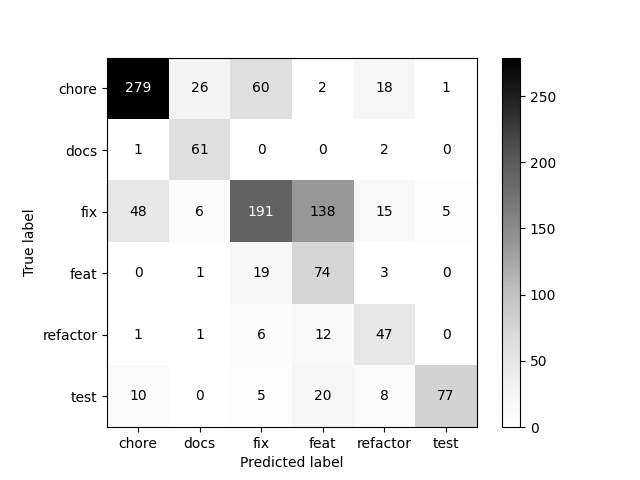 chore 279 26 60 2 18 1
docs 1 61 0 0 2 0
fix 48 6 191 138 15 5
feat 0 1 19 74 3 0
refactor 1 1 6 12 47 0
test 10 0 5 20 8 77
chore docs fix feat refactor test
Predicted label
True label
250
200
150
100
50
0